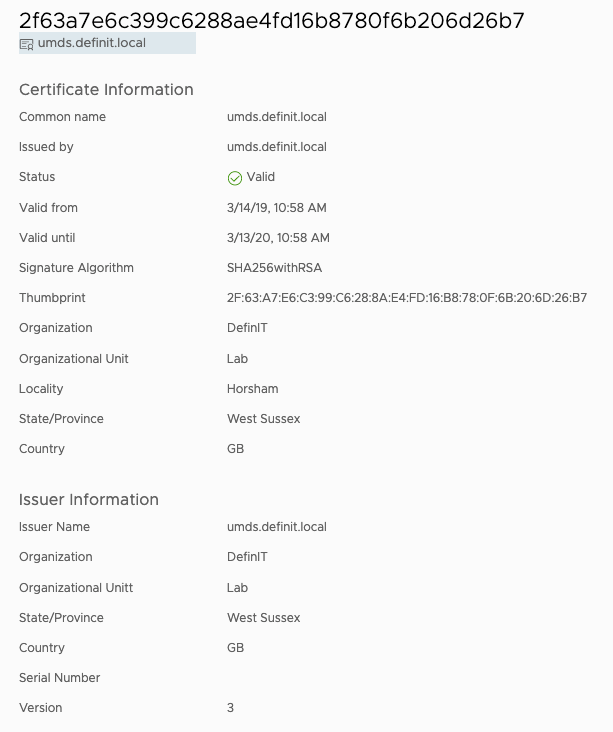 2f63a7e6c399c6288ae4fd16b8780f6b206d26b7
umds.definit.local
Certificate Information
Common name umds.definit.local
Issued by umds.definit.local
Status Valid
Valid from 3/14/19, 10:58 AM
Valid until 3/13/20, 10:58 AM
Signature Algorithm SHA256withRSA
Thumbprint 2F:63:A7:E6:C3:99:C6:28:8A:E4:FD:16:B8:78:0F:6B:20:6D:26:B7
Organization DefinIT
Organizational Unit Lab
Locality Horsham
State/Province West Sussex
Country GB
Issuer Information
Issuer Name umds.definit.local
Organization DefinIT
Organizational Unitt Lab
State/Province West Sussex
Country GB
Serial Number
Version 3